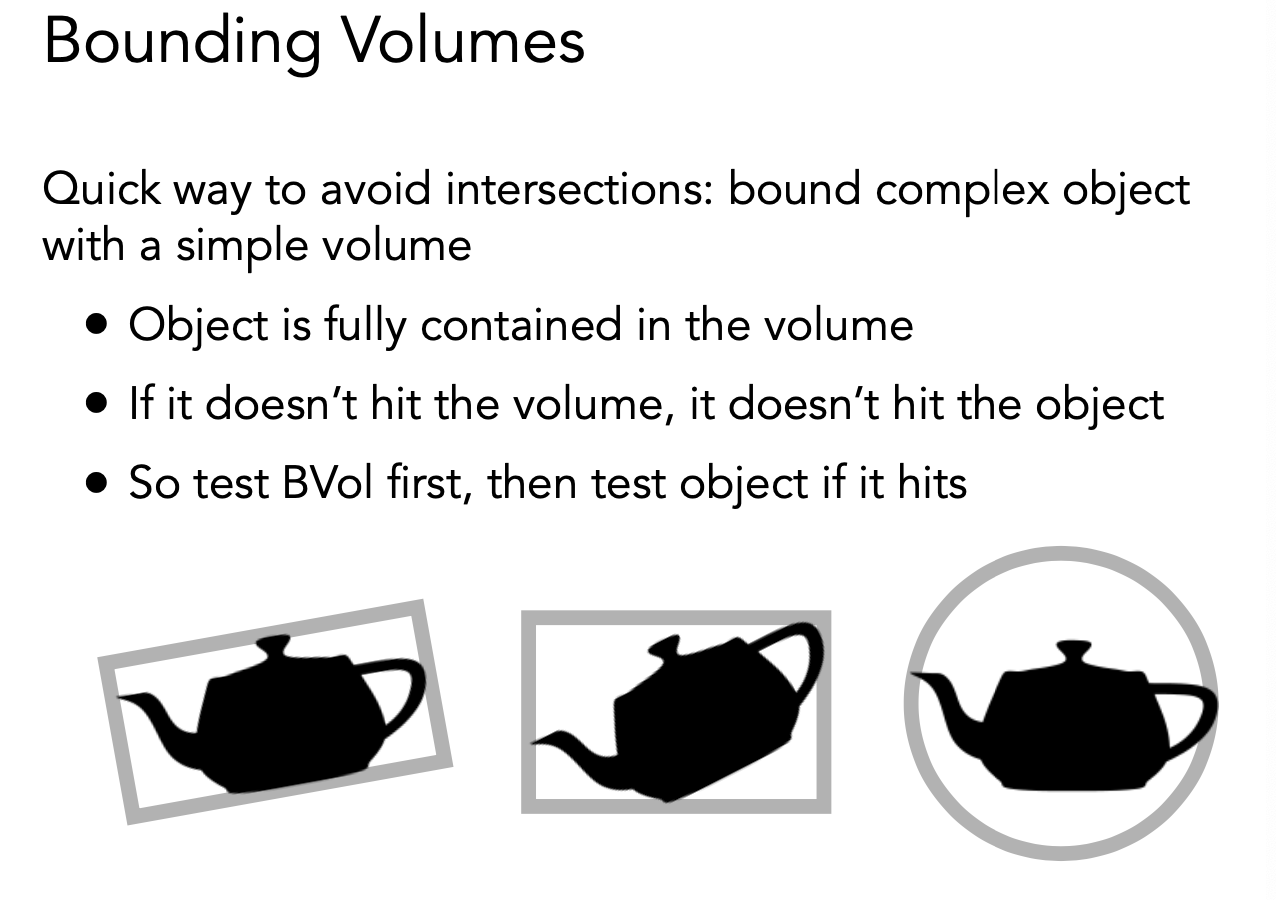 Bounding Volumes
Quick way to avoid intersections: bound complex object
with a simple volume
• Object is fully contained in the volume
• If it doesn’t hit the volume, it doesn’t hit the object
• So test BVol first, then test object if it hits